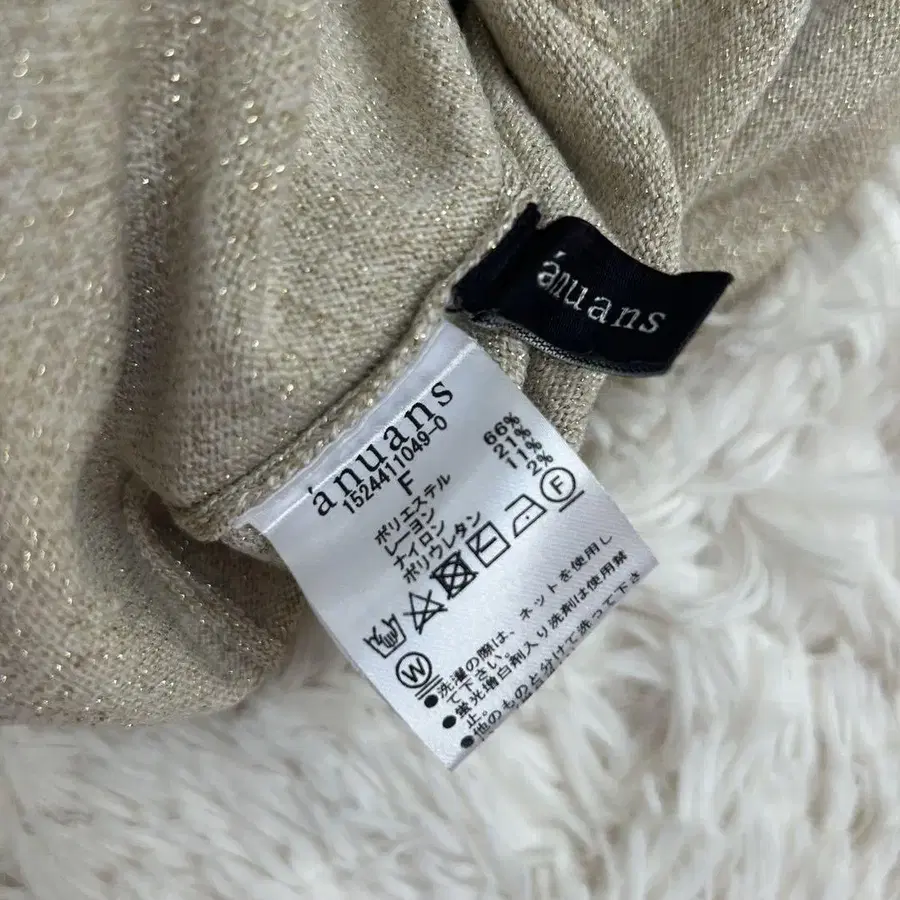 ánuans
ánuans
1524411049-0
F
ポリエステル 66%
レーヨン 21%
ナイロン 11%
ポリウレタン 2%
F
W
●洗濯の際は、ネットを使用し
て下さい。
●蛍光増白剤入り洗剤は使用禁
止。
●他のものと分けて洗って下さ